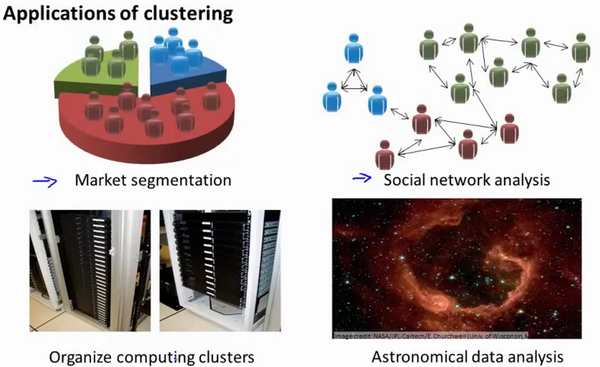 Applications of clustering
Market segmentation
Social network analysis
Image credit: NASA/JPL-Caltech/E. Churchwell (Univ. of Wisconsin,
Organize computing clusters
Astronomical data analysis